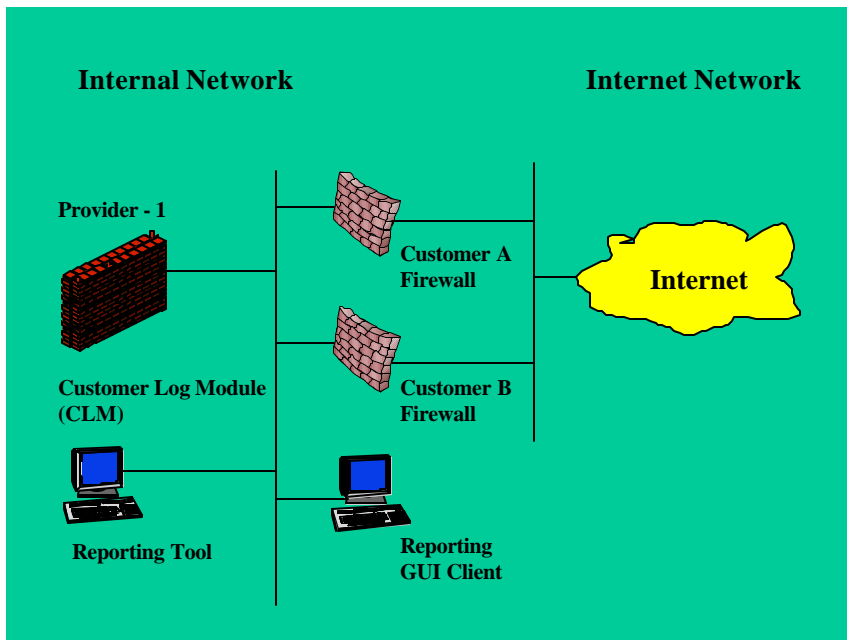 Internal Network
Internet Network
Provider - 1
Customer A
Firewall
Internet
Customer Log Module
(CLM)
Customer B
Firewall
Reporting Tool
Reporting
GUI Client